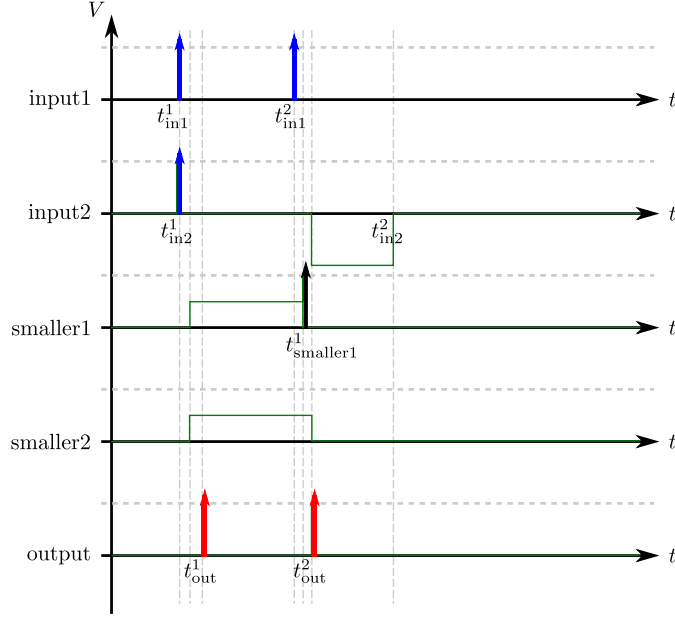 V
input1 t
t¹in1 t²in1
input2 t
t¹in2 t²in2
smaller1 t
t¹smaller1
smaller2 t
output t
t¹out t²out